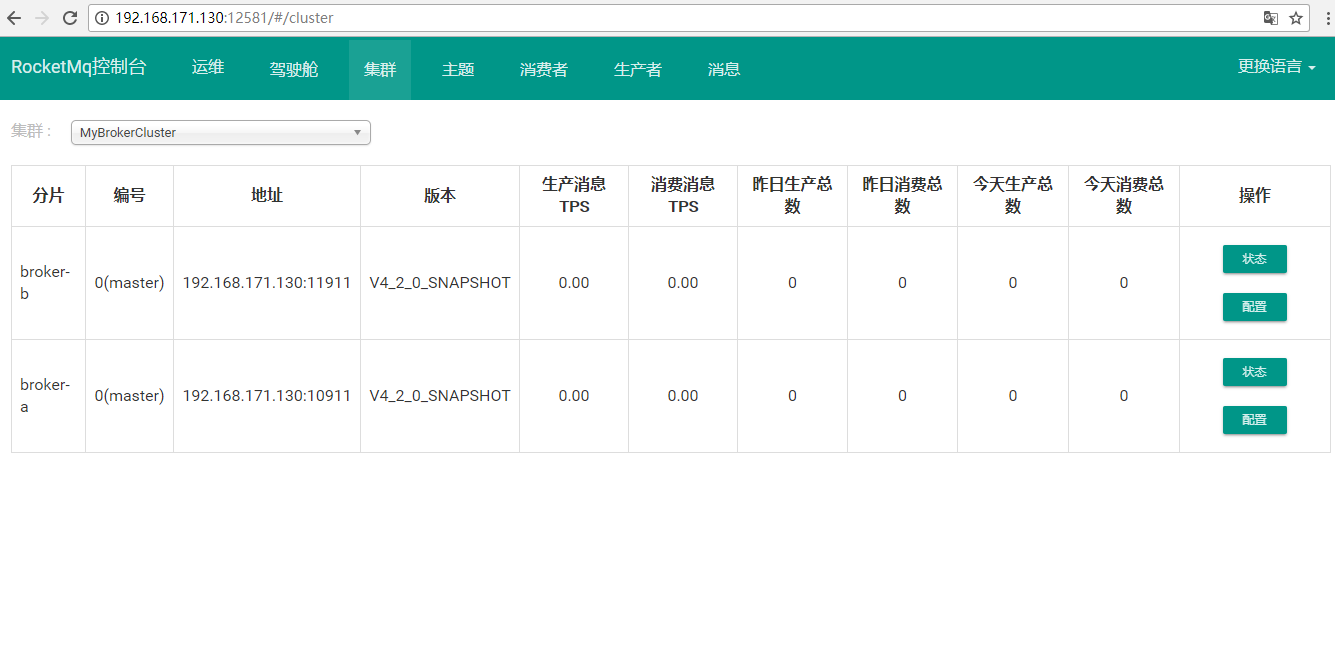 192.168.171.130:12581/#/cluster
RocketMq控制台 运维 驾驶舱 集群 主题 消费者 生产者 消息 更换语言
集群 : MyBrokerCluster
分片 编号 地址 版本 生产消息 消费消息 昨日生产总 昨日消费总 今天生产总 今天消费总 操作
TPS TPS 数 数 数 数
broker- 0(master) 192.168.171.130:11911 V4_2_0_SNAPSHOT 0.00 0.00 0 0 0 0 状态
b 配置
broker- 0(master) 192.168.171.130:10911 V4_2_0_SNAPSHOT 0.00 0.00 0 0 0 0 状态
a 配置